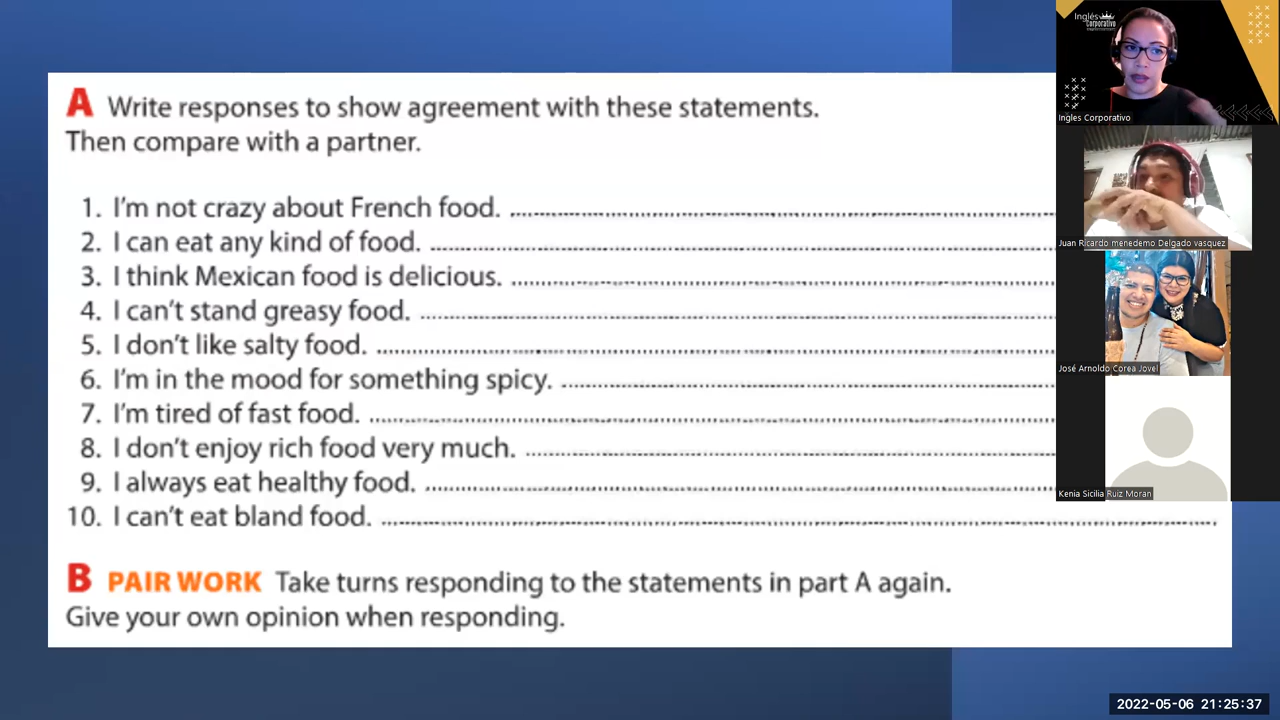 A Write responses to show agreement with these statements.
Then compare with a partner.
1. I'm not crazy about French food.
2. I can eat any kind of food.
3. I think Mexican food is delicious.
4. I can't stand greasy food.
5. I don't like salty food.
6. I'm in the mood for something spicy.
7. I'm tired of fast food.
8. I don't enjoy rich food very much.
9. I always eat healthy food.
10. I can't eat bland food.
B PAIR WORK Take turns responding to the statements in part A again.
Give your own opinion when responding.
Inglés
Corporativo
Ingles Corporativo
Juan Ricardo menedemo Delgado vasquez
José Arnoldo Corea Jovel
Kenia Sicilia Ruiz Moran
2022-05-06 21:25:37